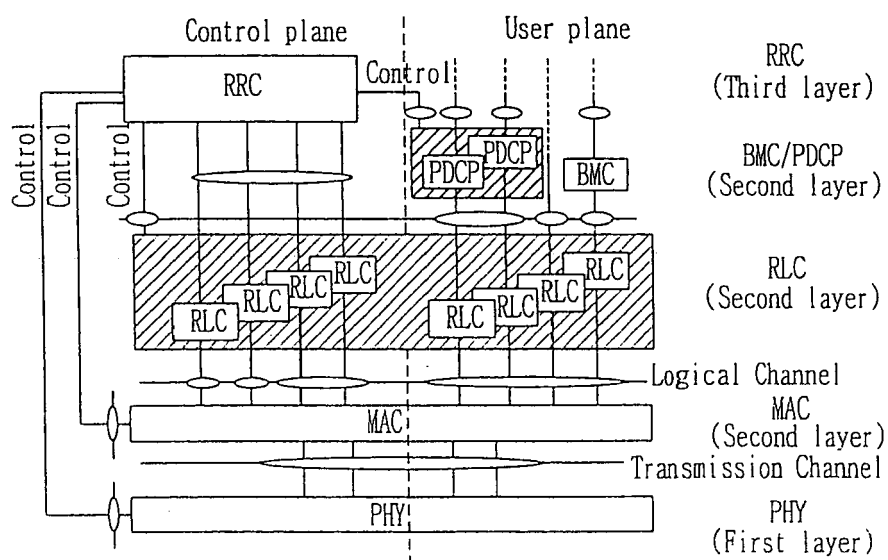 Control plane
User plane
RRC
(Third layer)
RRC
Control
Control
Control
Control
PDCP
PDCP
BMC
BMC/PDCP
(Second layer)
RLC
RLC
RLC
RLC
RLC
RLC
RLC
RLC
RLC
(Second layer)
Logical Channel
MAC
MAC
(Second layer)
Transmission Channel
PHY
PHY
(First layer)